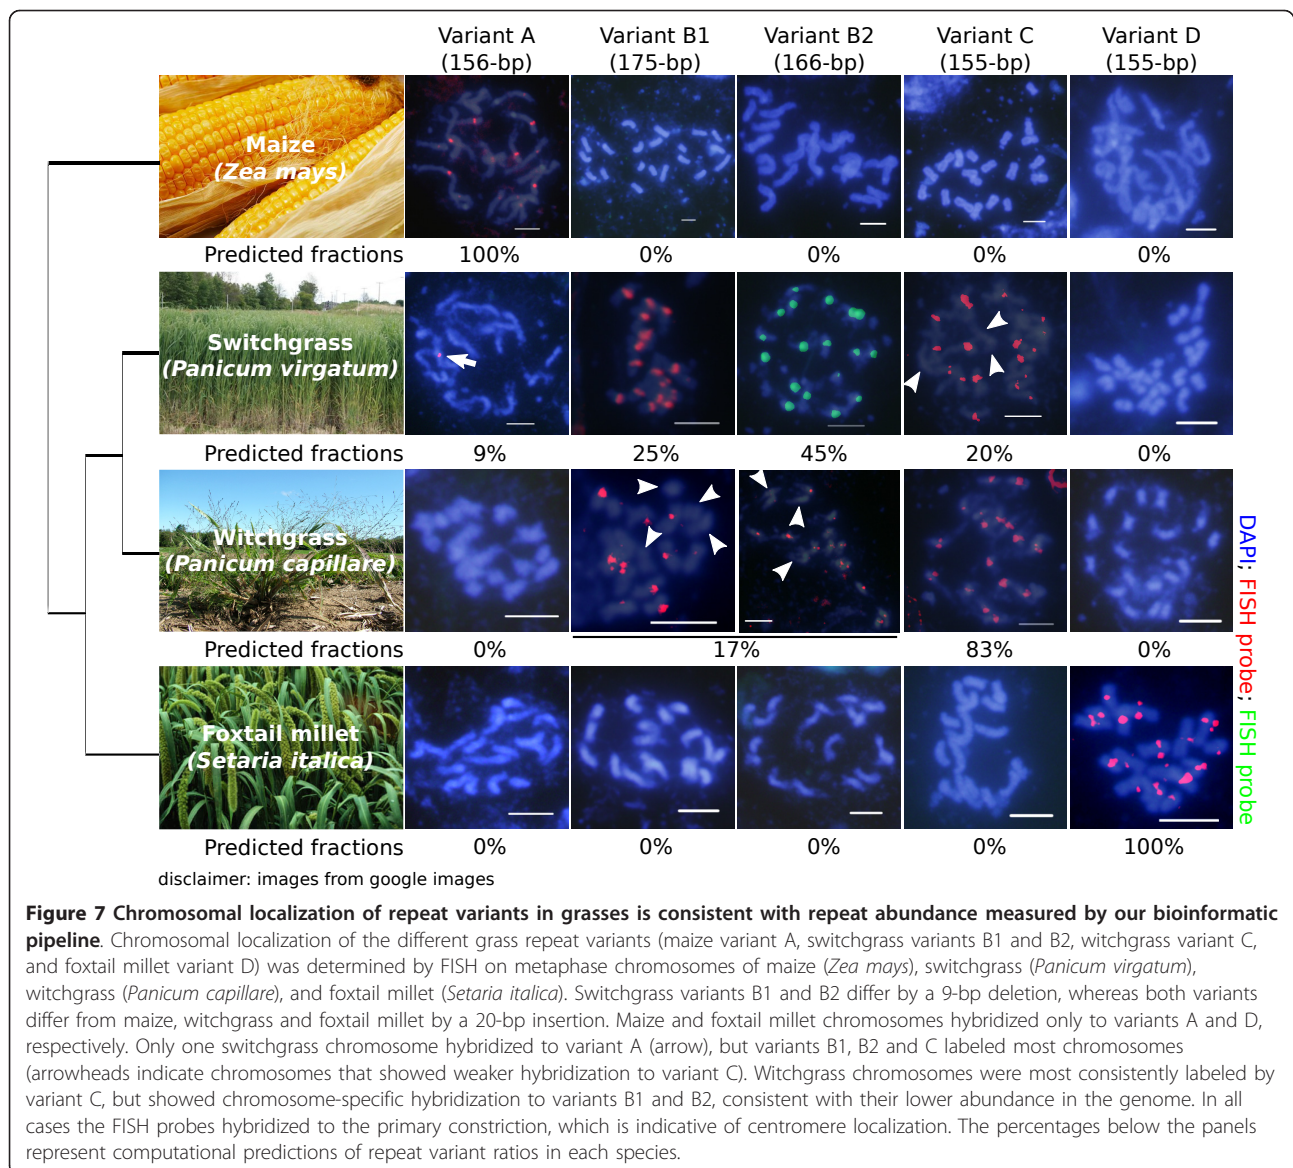 Variant A Variant B1 Variant B2 Variant C Variant D
(156-bp) (175-bp) (166-bp) (155-bp) (155-bp)
Maize
(Zea mays)
Predicted fractions 100% 0% 0% 0% 0%
Switchgrass
(Panicum virgatum)
Predicted fractions 9% 25% 45% 20% 0%
Witchgrass
(Panicum capillare)
Predicted fractions 0% 17% 83% 0%
Foxtail millet
(Setaria italica)
Predicted fractions 0% 0% 0% 0% 100%
DAPI; FISH probe; FISH probe
disclaimer: images from google images
Figure 7 Chromosomal localization of repeat variants in grasses is consistent with repeat abundance measured by our bioinformatic
pipeline. Chromosomal localization of the different grass repeat variants (maize variant A, switchgrass variants B1 and B2, witchgrass variant C,
and foxtail millet variant D) was determined by FISH on metaphase chromosomes of maize (Zea mays), switchgrass (Panicum virgatum),
witchgrass (Panicum capillare), and foxtail millet (Setaria italica). Switchgrass variants B1 and B2 differ by a 9-bp deletion, whereas both variants
differ from maize, witchgrass and foxtail millet by a 20-bp insertion. Maize and foxtail millet chromosomes hybridized only to variants A and D,
respectively. Only one switchgrass chromosome hybridized to variant A (arrow), but variants B1, B2 and C labeled most chromosomes
(arrowheads indicate chromosomes that showed weaker hybridization to variant C). Witchgrass chromosomes were most consistently labeled by
variant C, but showed chromosome-specific hybridization to variants B1 and B2, consistent with their lower abundance in the genome. In all
cases the FISH probes hybridized to the primary constriction, which is indicative of centromere localization. The percentages below the panels
represent computational predictions of repeat variant ratios in each species.